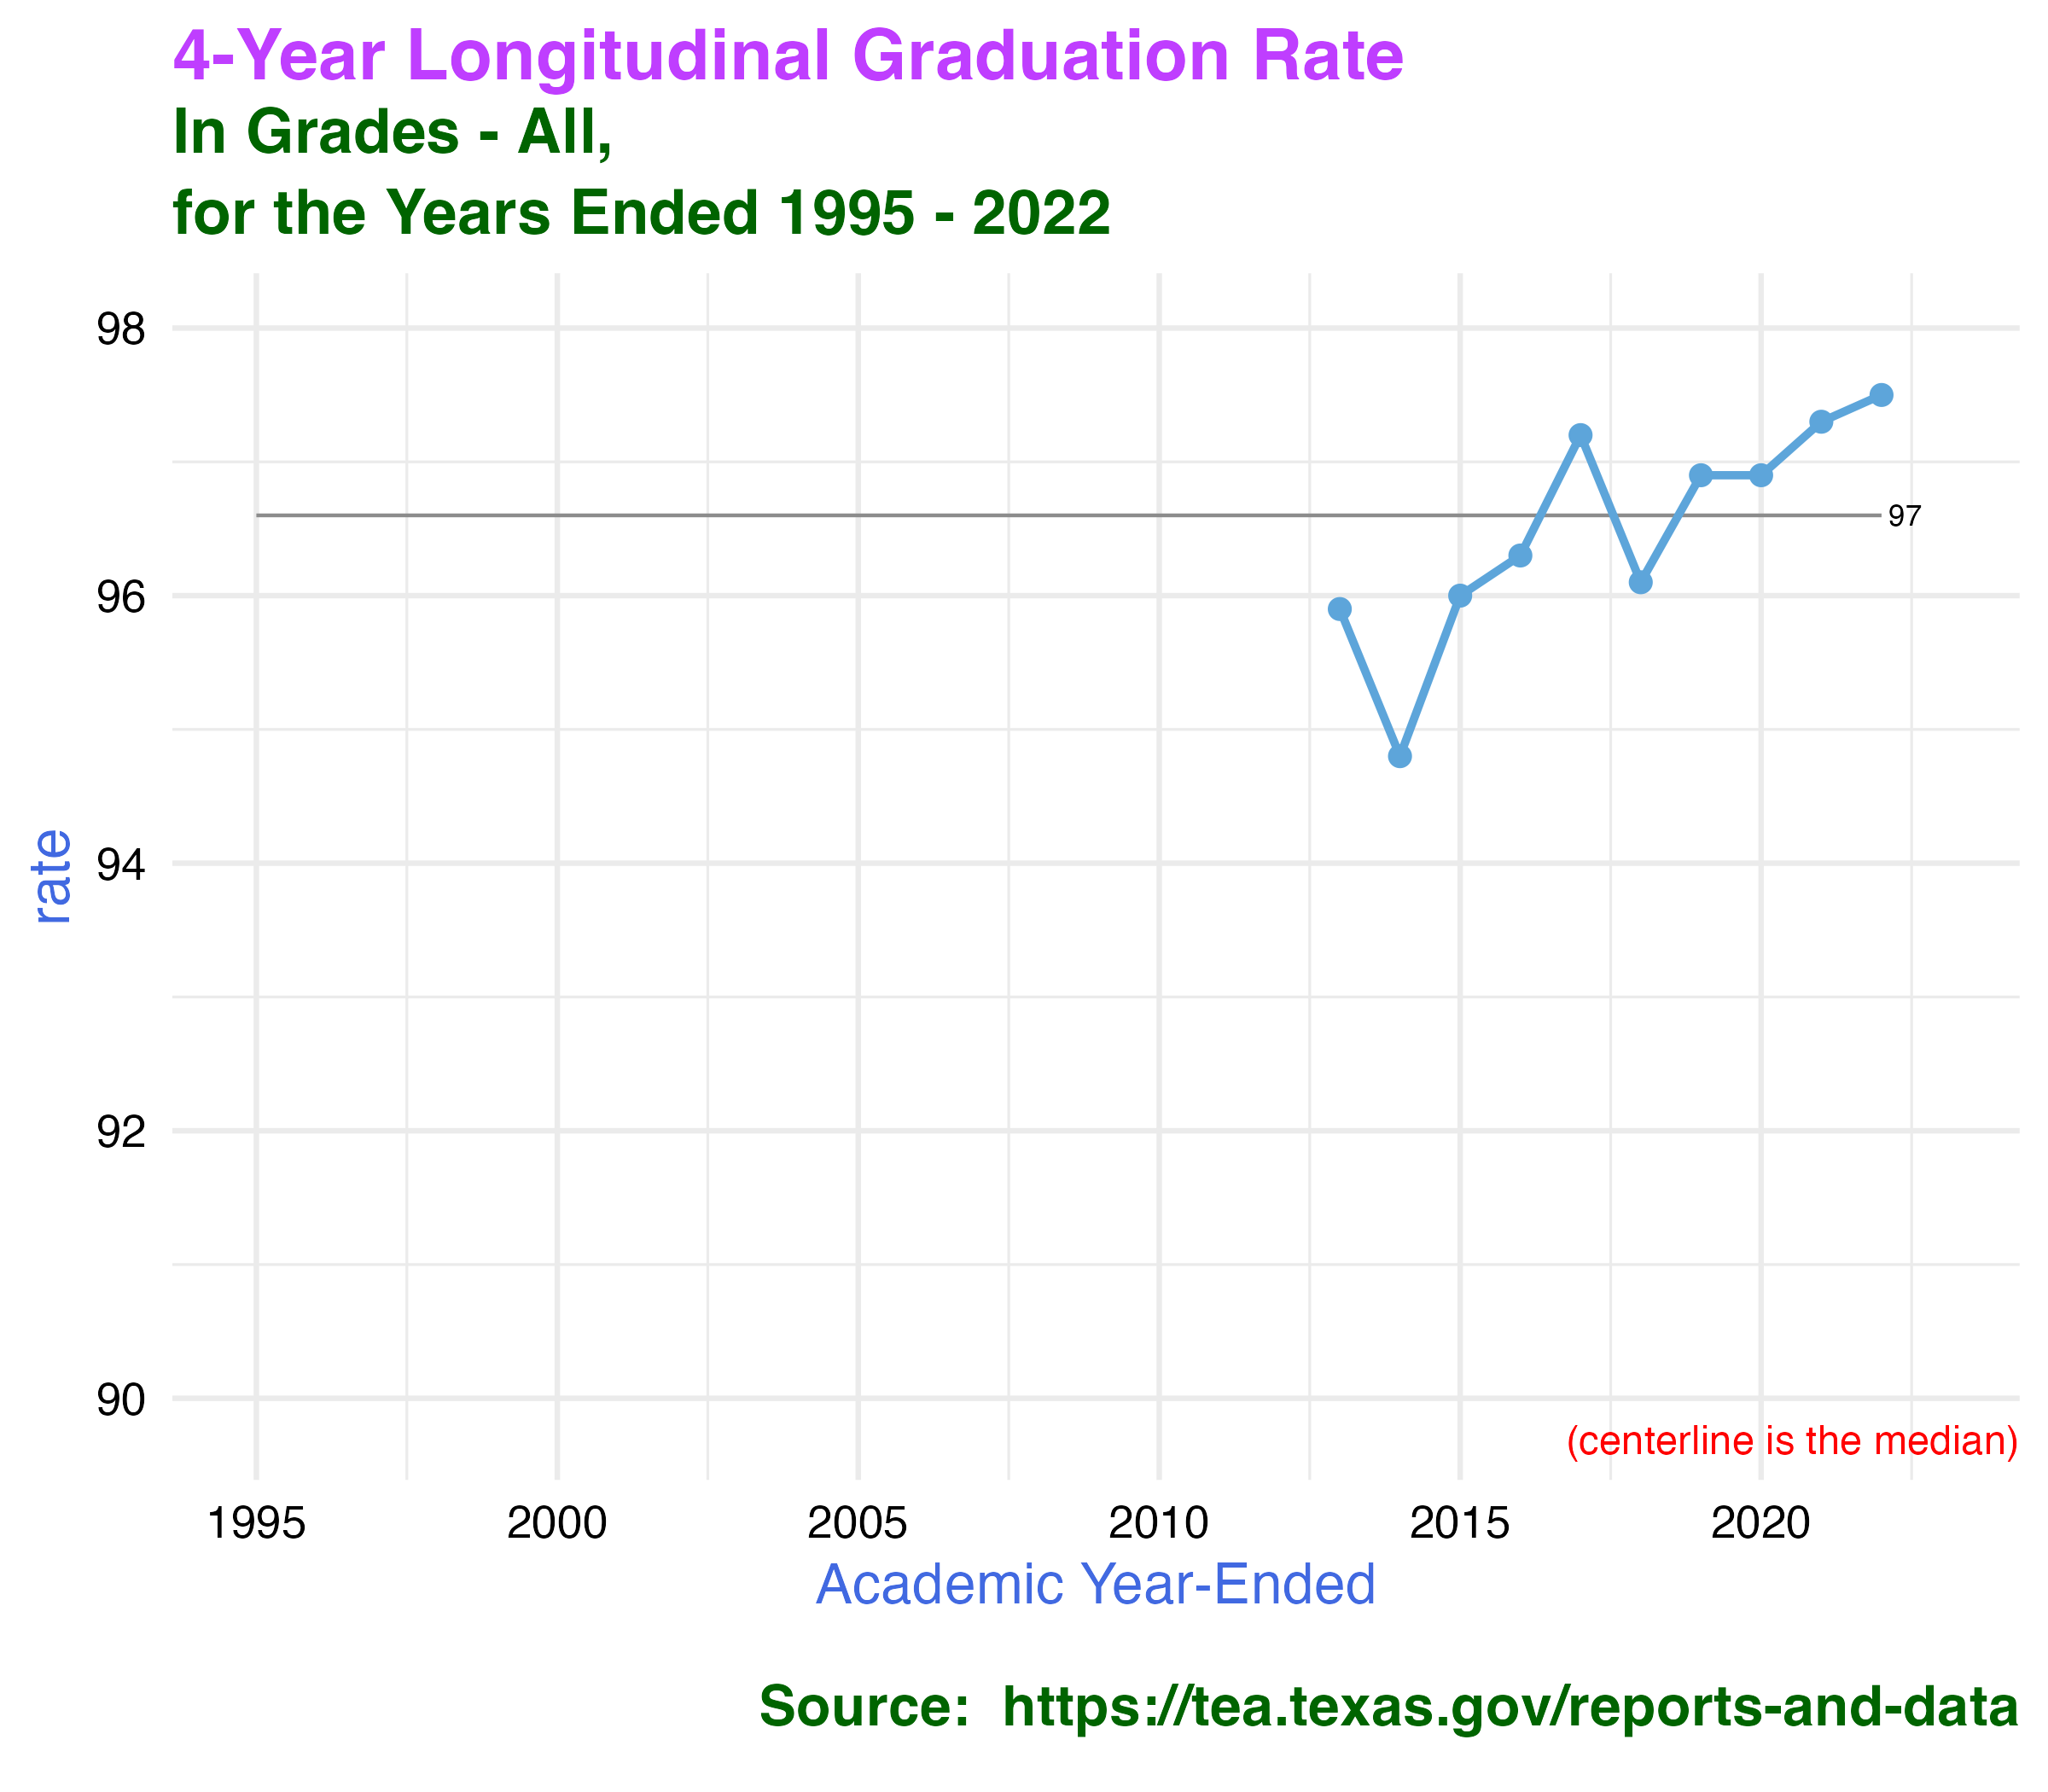 4-Year Longitudinal Graduation Rate
In Grades - All,
for the Years Ended 1995 - 2022
98
97
96
rate
94
92
90
(centerline is the median)
1995 2000 2005 2010 2015 2020
Academic Year-Ended
Source:  https://tea.texas.gov/reports-and-data